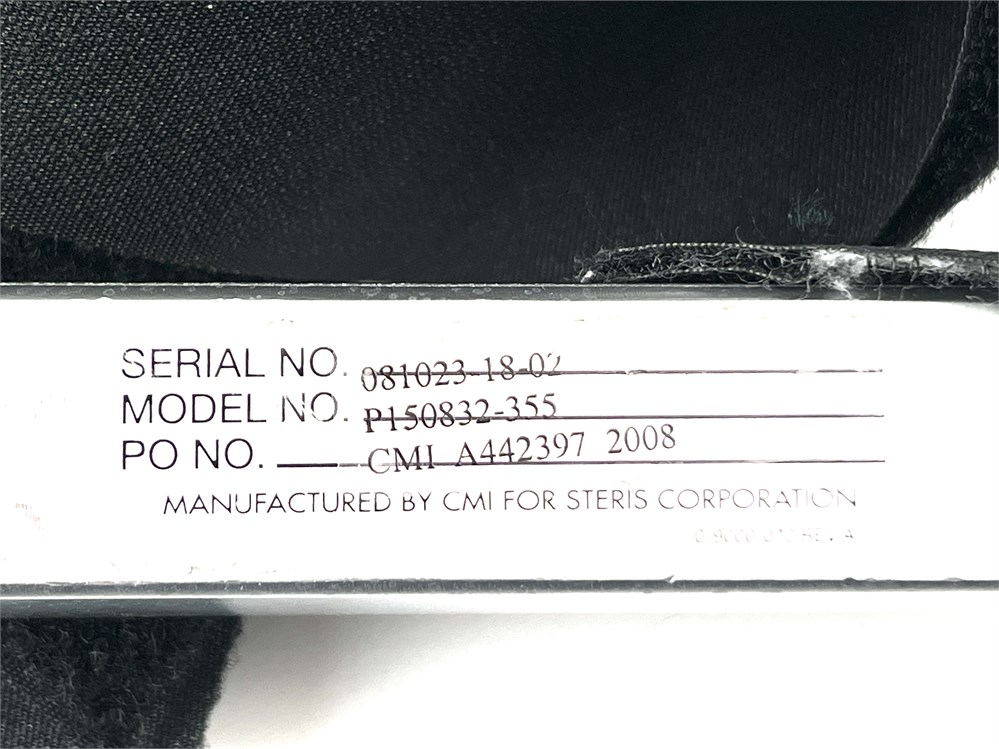 SERIAL NO. 081023-18-02
MODEL NO. P150832-355
PO NO. CMI A442397 2008
MANUFACTURED BY CMI FOR STERIS CORPORATION